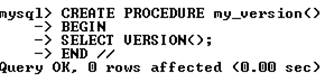 mysql> CREATE PROCEDURE my_version()
    -> BEGIN
    -> SELECT VERSION();
    -> END //
Query OK, 0 rows affected (0.00 sec)